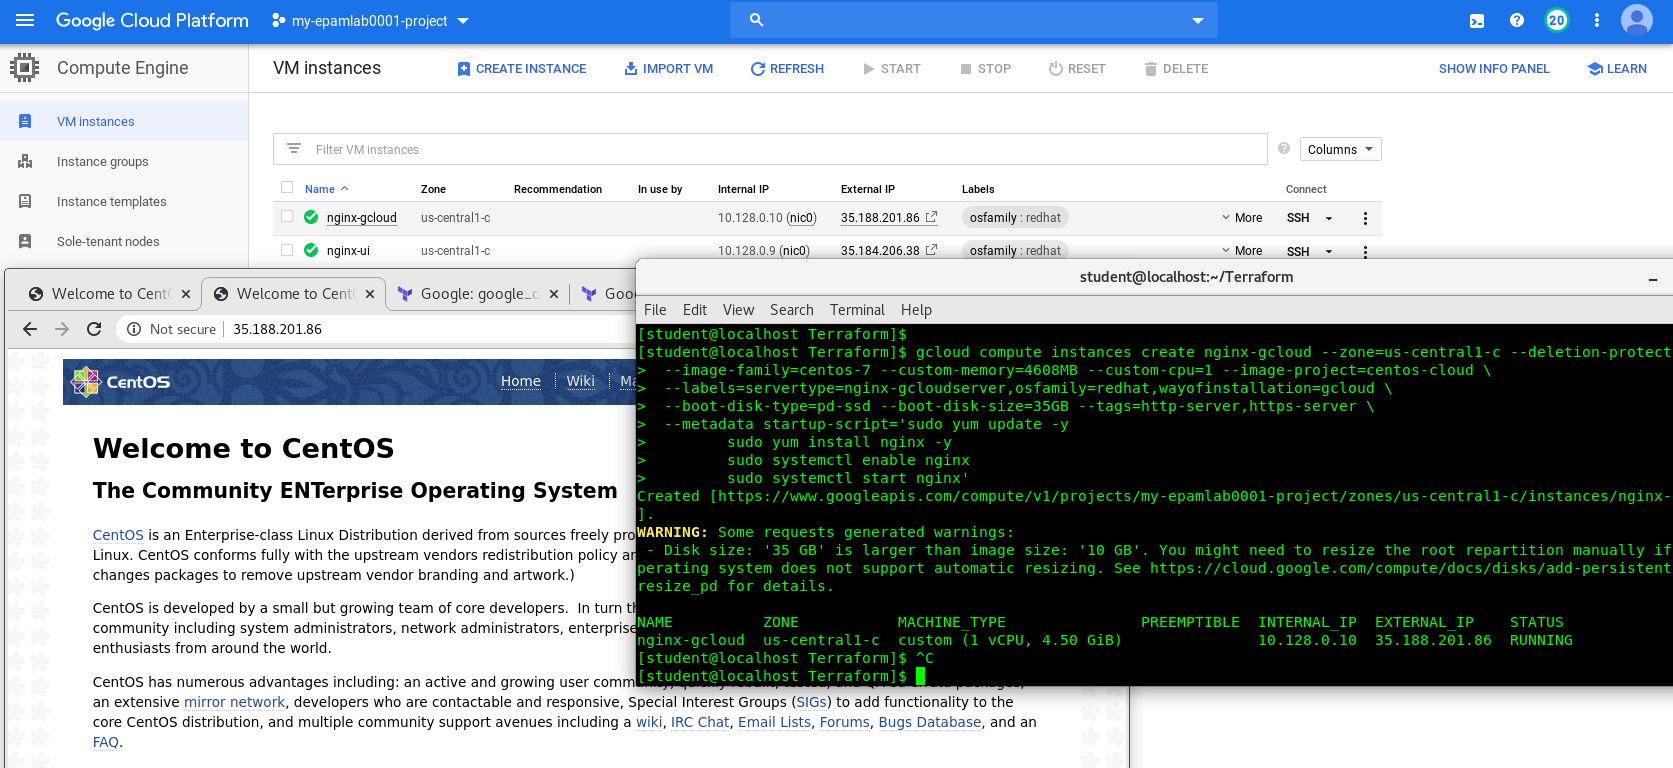 Google Cloud Platform my-epamlab0001-project 20
Compute Engine VM instances CREATE INSTANCE IMPORT VM REFRESH START STOP RESET DELETE SHOW INFO PANEL LEARN
VM instances
Instance groups
Instance templates
Sole-tenant nodes
Filter VM instances Columns
Name Zone Recommendation In use by Internal IP External IP Labels Connect
nginx-gcloud us-central1-c 10.128.0.10 (nic0) 35.188.201.86 osfamily : redhat More SSH
nginx-ui us-central1-c 10.128.0.9 (nic0) 35.184.206.38 osfamily : redhat More SSH
Welcome to Cent Welcome to Cent Google: google_c Goo
Not secure 35.188.201.86
CentOS Home Wiki Ma
Welcome to CentOS
The Community ENTerprise Operating System
CentOS is an Enterprise-class Linux Distribution derived from sources freely pro
Linux. CentOS conforms fully with the upstream vendors redistribution policy an
changes packages to remove upstream vendor branding and artwork.)
CentOS is developed by a small but growing team of core developers. In turn th
community including system administrators, network administrators, enterprise
enthusiasts from around the world.
CentOS has numerous advantages including: an active and growing user comm
an extensive mirror network, developers who are contactable and responsive, Special Interest Groups (SIGs) to add functionality to the
core CentOS distribution, and multiple community support avenues including a wiki, IRC Chat, Email Lists, Forums, Bugs Database, and an
FAQ.
student@localhost:~/Terraform
File Edit View Search Terminal Help
[student@localhost Terraform]$
[student@localhost Terraform]$ gcloud compute instances create nginx-gcloud --zone=us-central1-c --deletion-protect
>  --image-family=centos-7 --custom-memory=4608MB --custom-cpu=1 --image-project=centos-cloud \
>  --labels=servertype=nginx-gcloudserver,osfamily=redhat,wayofinstallation=gcloud \
>  --boot-disk-type=pd-ssd --boot-disk-size=35GB --tags=http-server,https-server \
>  --metadata startup-script='sudo yum update -y
>         sudo yum install nginx -y
>         sudo systemctl enable nginx
>         sudo systemctl start nginx'
Created [https://www.googleapis.com/compute/v1/projects/my-epamlab0001-project/zones/us-central1-c/instances/nginx-
].
WARNING: Some requests generated warnings:
 - Disk size: '35 GB' is larger than image size: '10 GB'. You might need to resize the root repartition manually if
perating system does not support automatic resizing. See https://cloud.google.com/compute/docs/disks/add-persistent
resize_pd for details.
NAME          ZONE           MACHINE_TYPE               PREEMPTIBLE  INTERNAL_IP  EXTERNAL_IP    STATUS
nginx-gcloud  us-central1-c  custom (1 vCPU, 4.50 GiB)               10.128.0.10  35.188.201.86  RUNNING
[student@localhost Terraform]$ ^C
[student@localhost Terraform]$